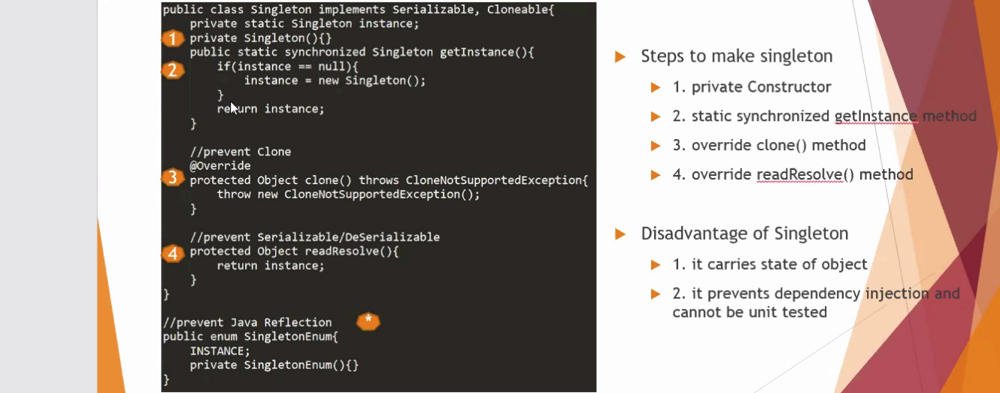 public class Singleton implements Serializable, Cloneable{
private static Singleton instance;
1 private Singleton(){}
public static synchronized Singleton getInstance(){
2 if(instance == null){
instance = new Singleton();
}
return instance;
}
//prevent Clone
@Override
3 protected Object clone() throws CloneNotSupportedException{
throw new CloneNotSupportedException();
}
//prevent Serializable/DeSerializable
4 protected Object readResolve(){
return instance;
}
}
//prevent Java Reflection *
public enum SingletonEnum{
INSTANCE;
private SingletonEnum(){}
}
Steps to make singleton
1. private Constructor
2. static synchronized getInstance method
3. override clone() method
4. override readResolve() method
Disadvantage of Singleton
1. it carries state of object
2. it prevents dependency injection and
cannot be unit tested